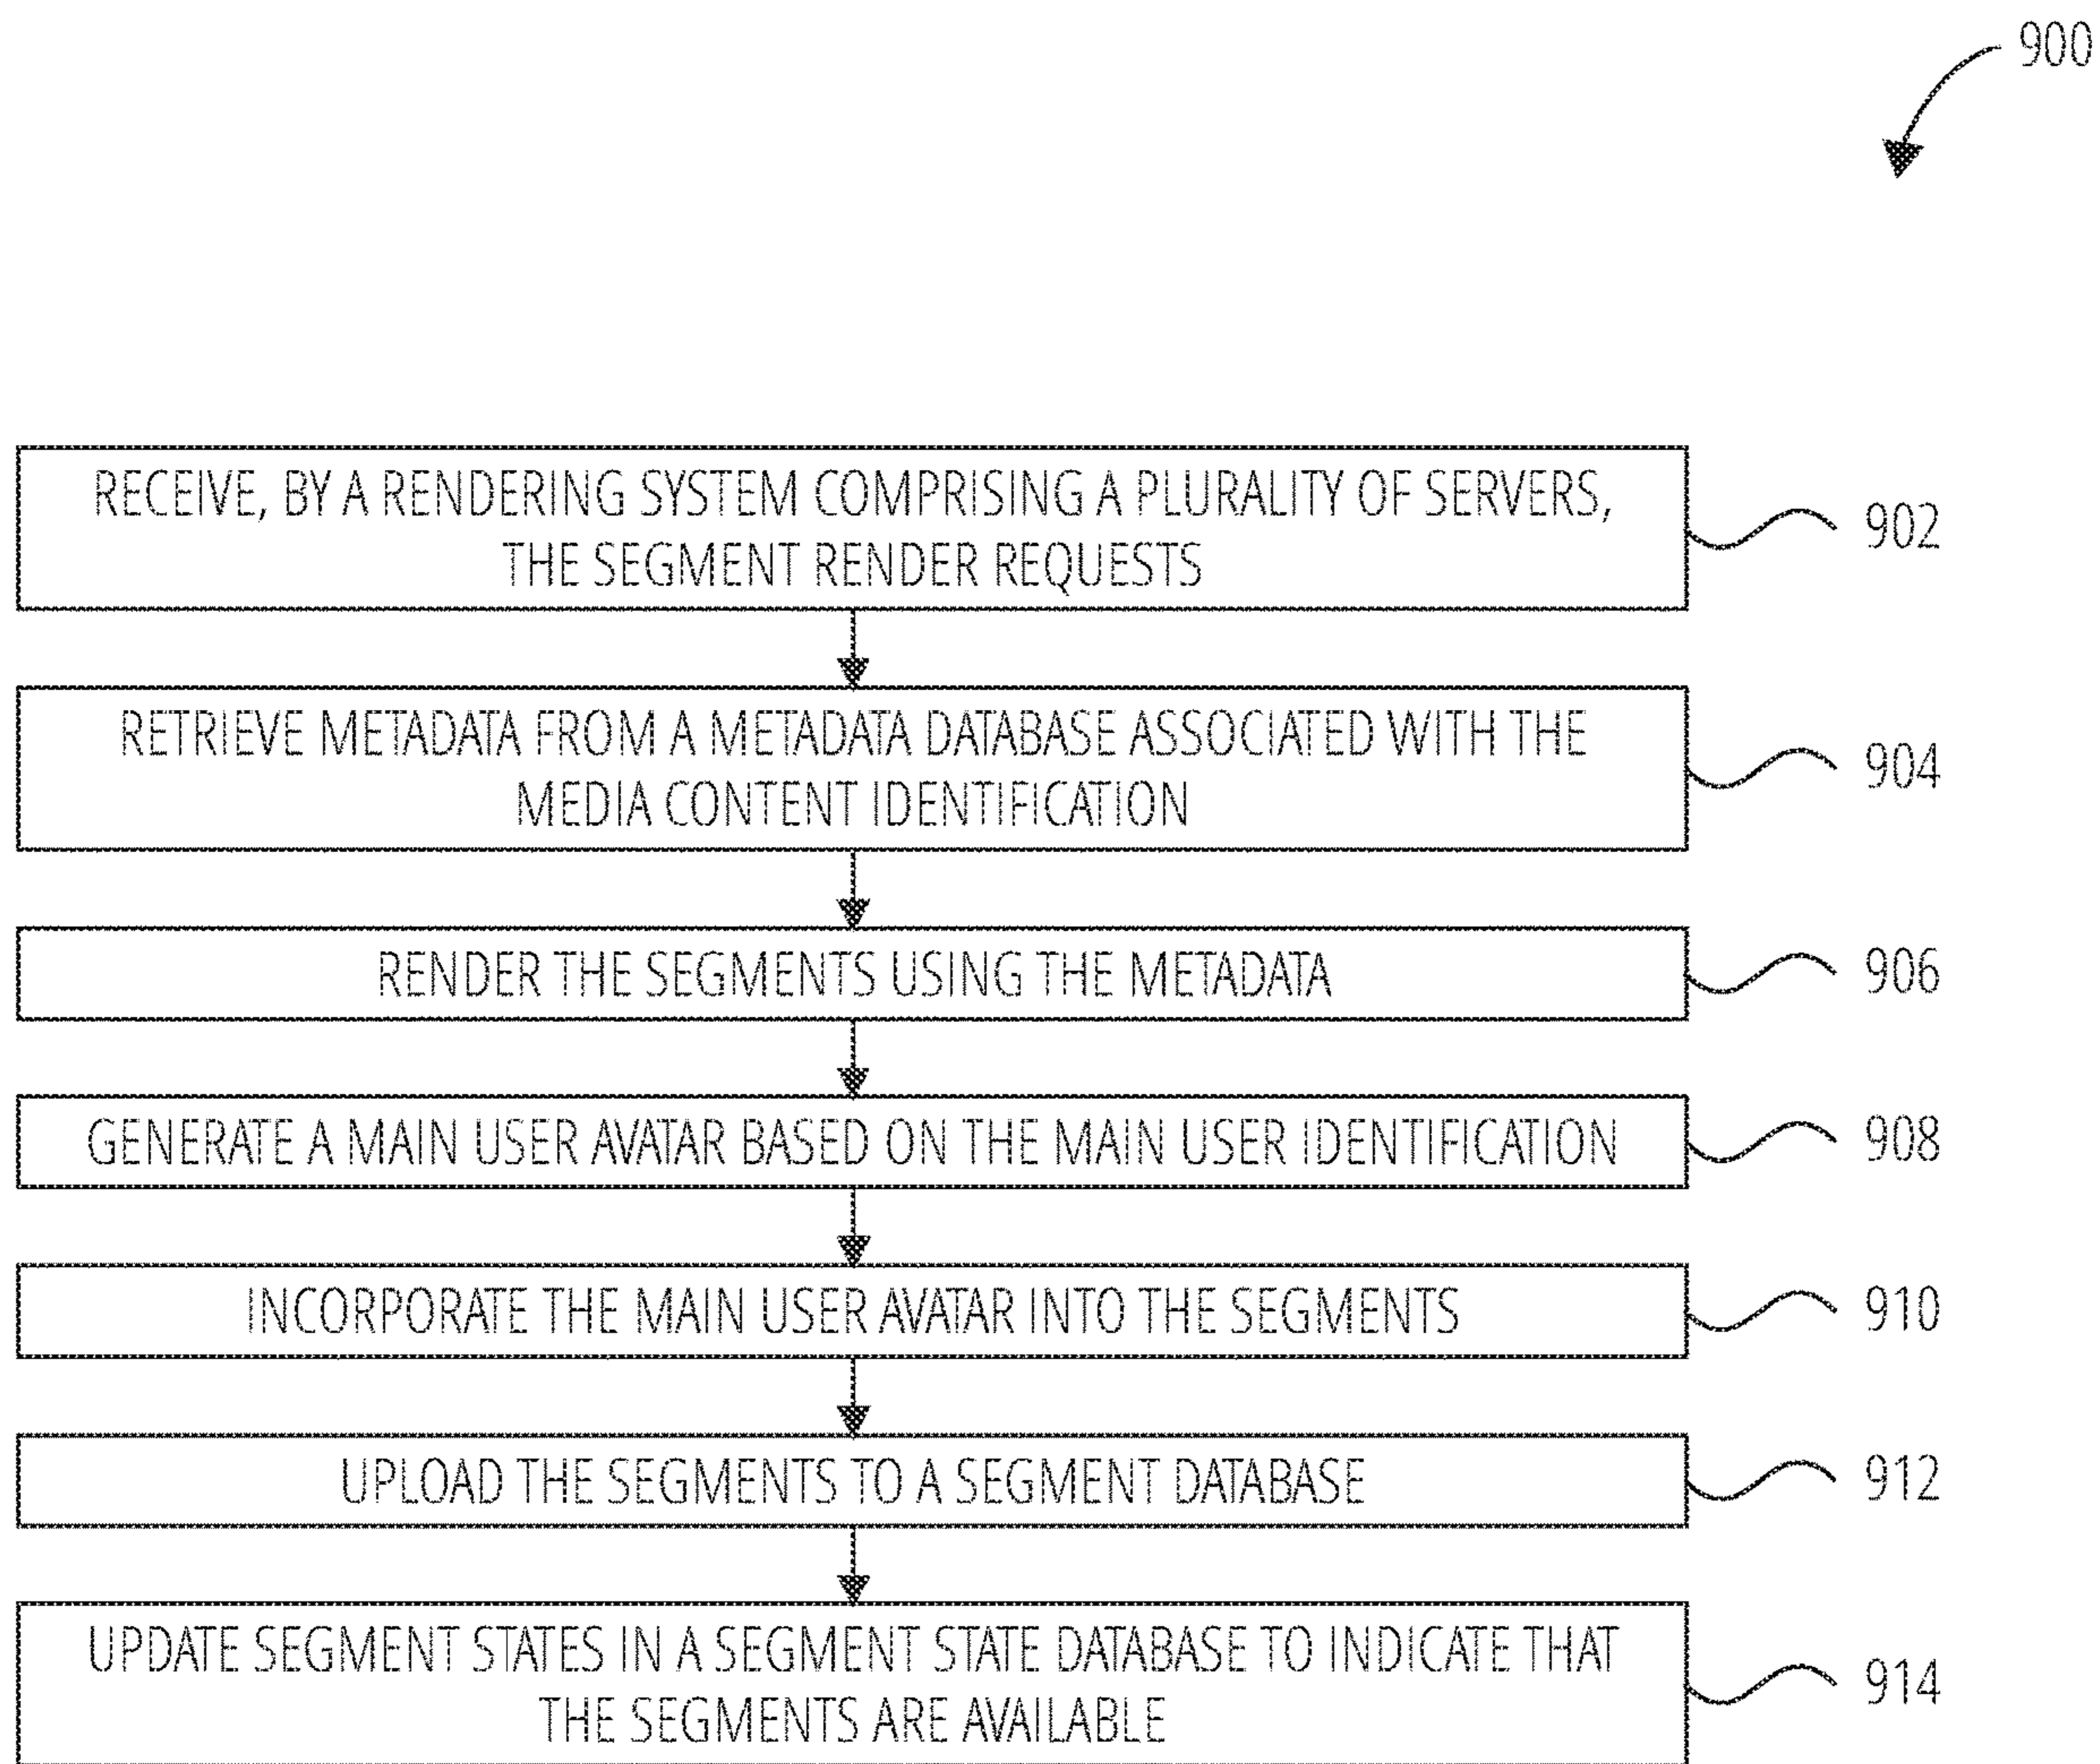 900
RECEIVE, BY A RENDERING SYSTEM COMPRISING A PLURALITY OF SERVERS,
THE SEGMENT RENDER REQUESTS
902
RETRIEVE METADATA FROM A METADATA DATABASE ASSOCIATED WITH THE
MEDIA CONTENT IDENTIFICATION
904
RENDER THE SEGMENTS USING THE METADATA
906
GENERATE A MAIN USER AVATAR BASED ON THE MAIN USER IDENTIFICATION
908
INCORPORATE THE MAIN USER AVATAR INTO THE SEGMENTS
910
UPLOAD THE SEGMENTS TO A SEGMENT DATABASE
912
UPDATE SEGMENT STATES IN A SEGMENT STATE DATABASE TO INDICATE THAT
THE SEGMENTS ARE AVAILABLE
914